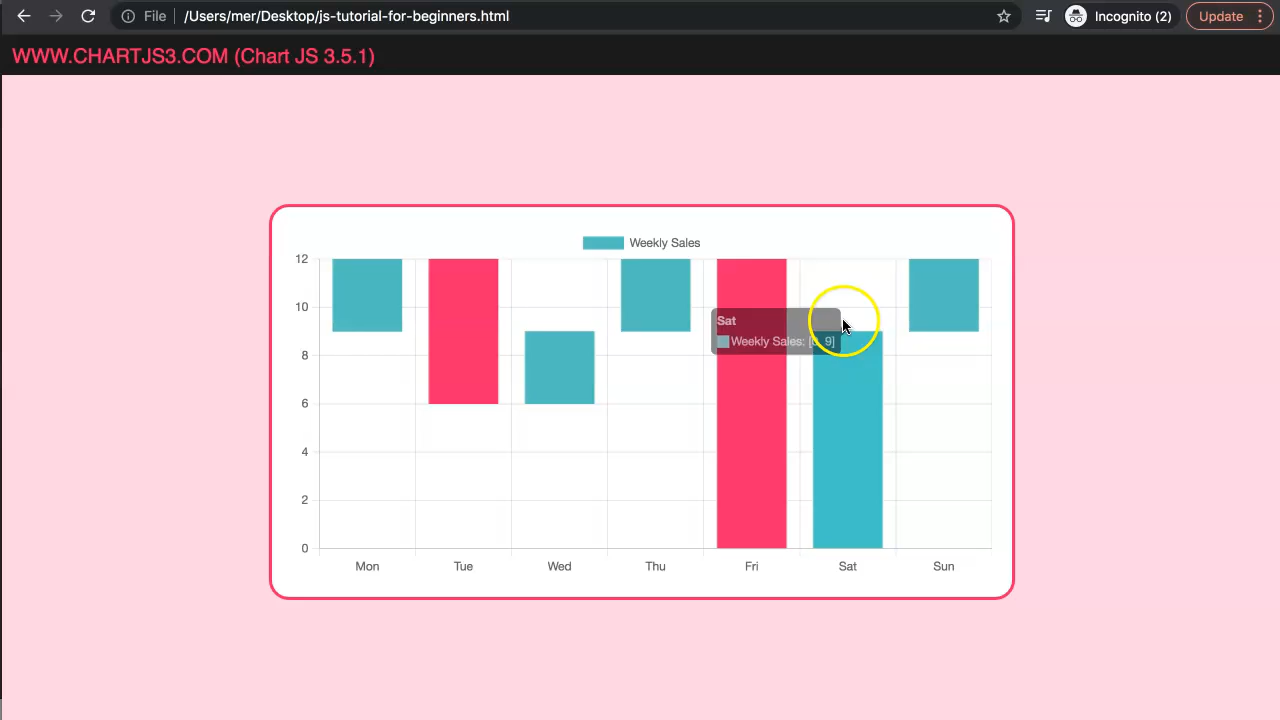 File /Users/mer/Desktop/js-tutorial-for-beginners.html Incognito (2) Update
WWW.CHARTJS3.COM (Chart JS 3.5.1)
Weekly Sales
12
10
8
6
4
2
0
Sat
Weekly Sales: [0, 9]
Mon Tue Wed Thu Fri Sat Sun